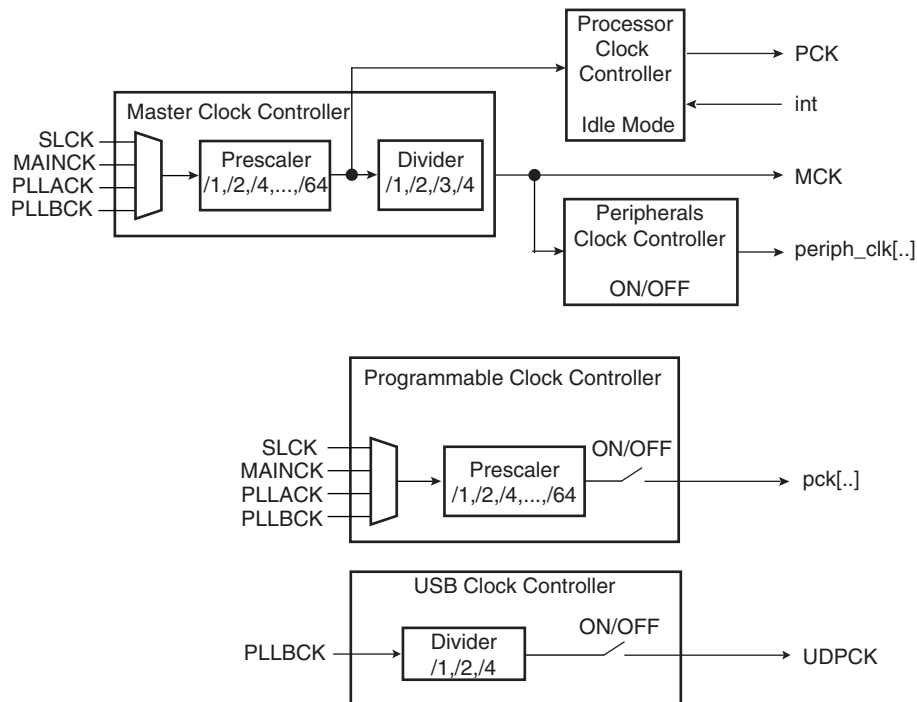 Processor
Clock
Controller
Idle Mode
PCK
int
Master Clock Controller
SLCK
MAINCK
PLLACK
PLLBCK
Prescaler
/1,/2,/4,...,/64
Divider
/1,/2,/3,/4
MCK
Peripherals
Clock Controller
ON/OFF
periph_clk[..]
Programmable Clock Controller
SLCK
MAINCK
PLLACK
PLLBCK
Prescaler
/1,/2,/4,...,/64
ON/OFF
pck[..]
USB Clock Controller
PLLBCK
Divider
/1,/2,/4
ON/OFF
UDPCK